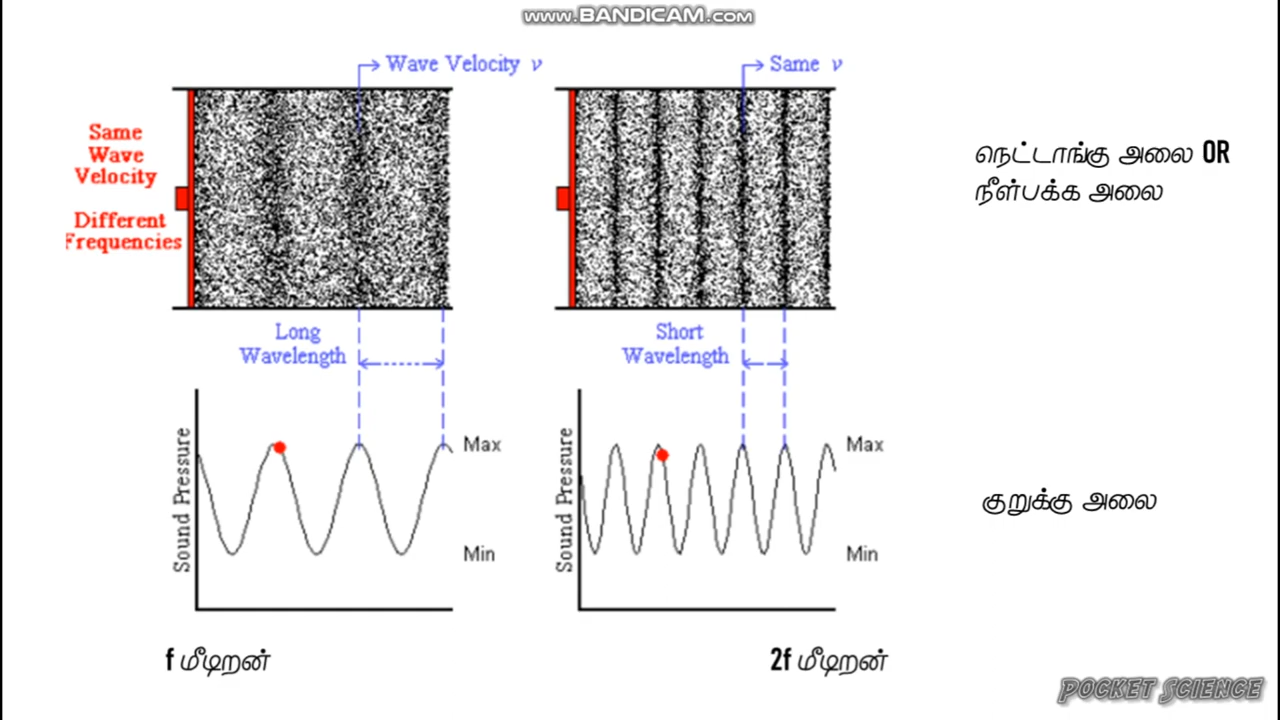 www.BANDICAM.com
Wave Velocity v
Same v
Same
Wave
Velocity
Different
Frequencies
நெட்டாங்கு அலை OR
நீள்பக்க அலை
Long
Wavelength
Short
Wavelength
Sound Pressure
Max
Min
Sound Pressure
Max
Min
குறுக்கு அலை
f மீடிறன்
2f மீடிறன்
POCKET SCIENCE